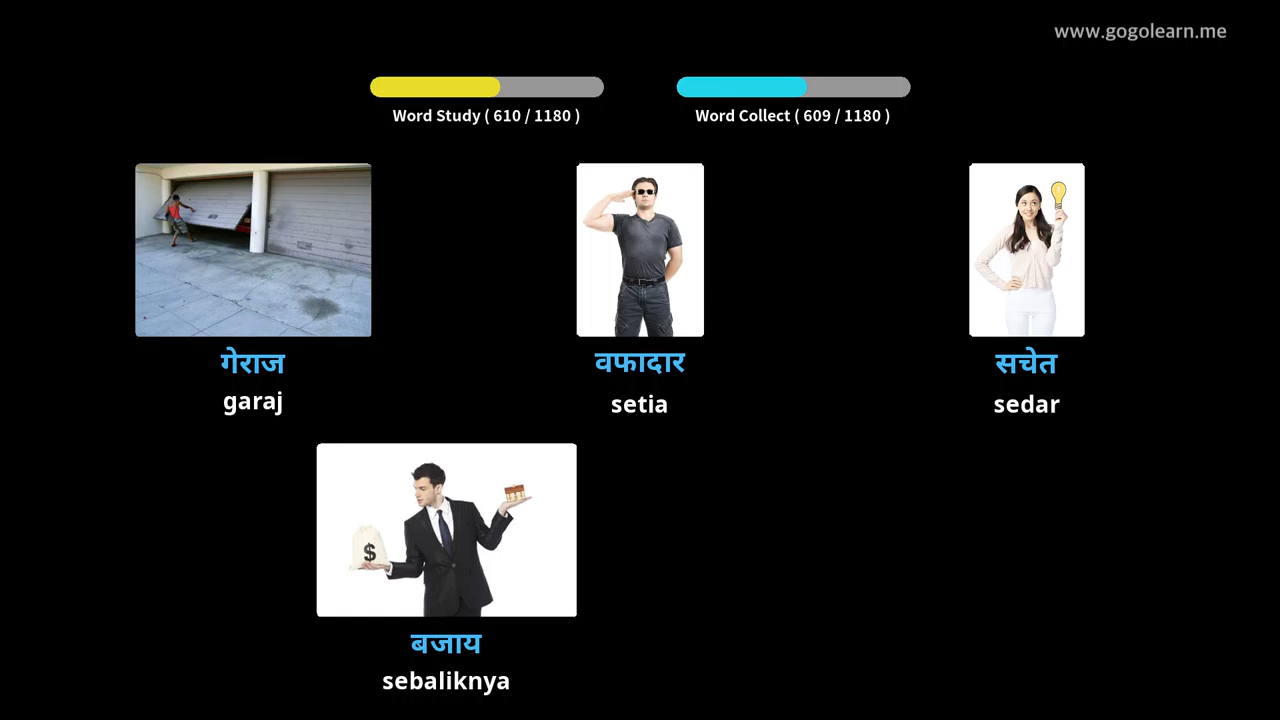 www.gogolearn.me
Word Study ( 610 / 1180 )
Word Collect ( 609 / 1180 )
गेराज
garaj
वफादार
setia
सचेत
sedar
$
बजाय
sebaliknya